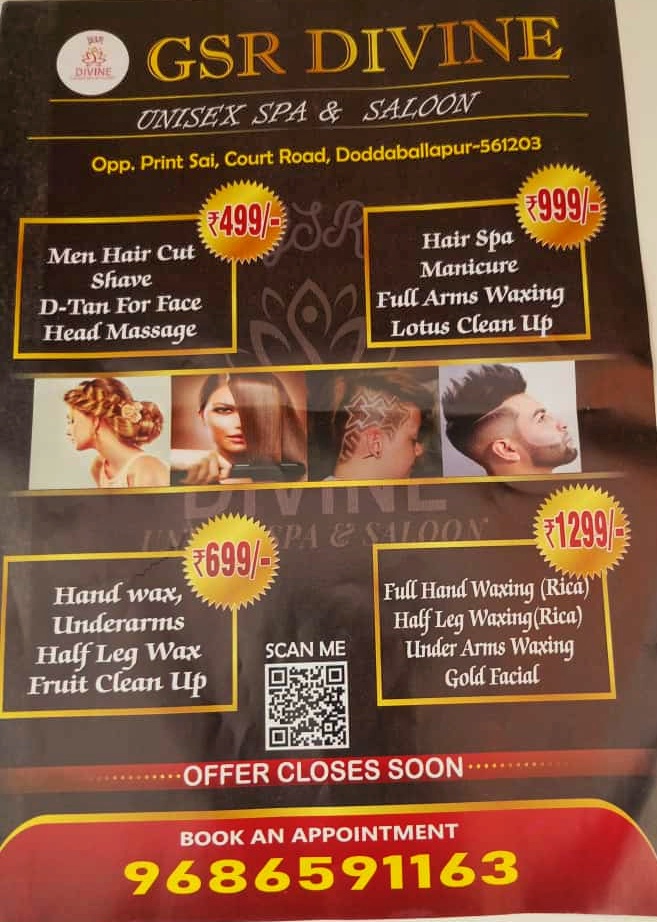 DIVINE
GSR DIVINE
UNISEX SPA & SALOON
Opp. Print Sai, Court Road, Doddaballapur-561203
₹499/-
Men Hair Cut
Shave
D-Tan For Face
Head Massage
₹999/-
Hair Spa
Manicure
Full Arms Waxing
Lotus Clean Up
GSR
DIVINE
UNISEX SPA & SALOON
₹699/-
Hand wax,
Underarms
Half Leg Wax
Fruit Clean Up
₹1299/-
Full Hand Waxing (Rica)
Half Leg Waxing(Rica)
Under Arms Waxing
Gold Facial
SCAN ME
OFFER CLOSES SOON
BOOK AN APPOINTMENT
9686591163